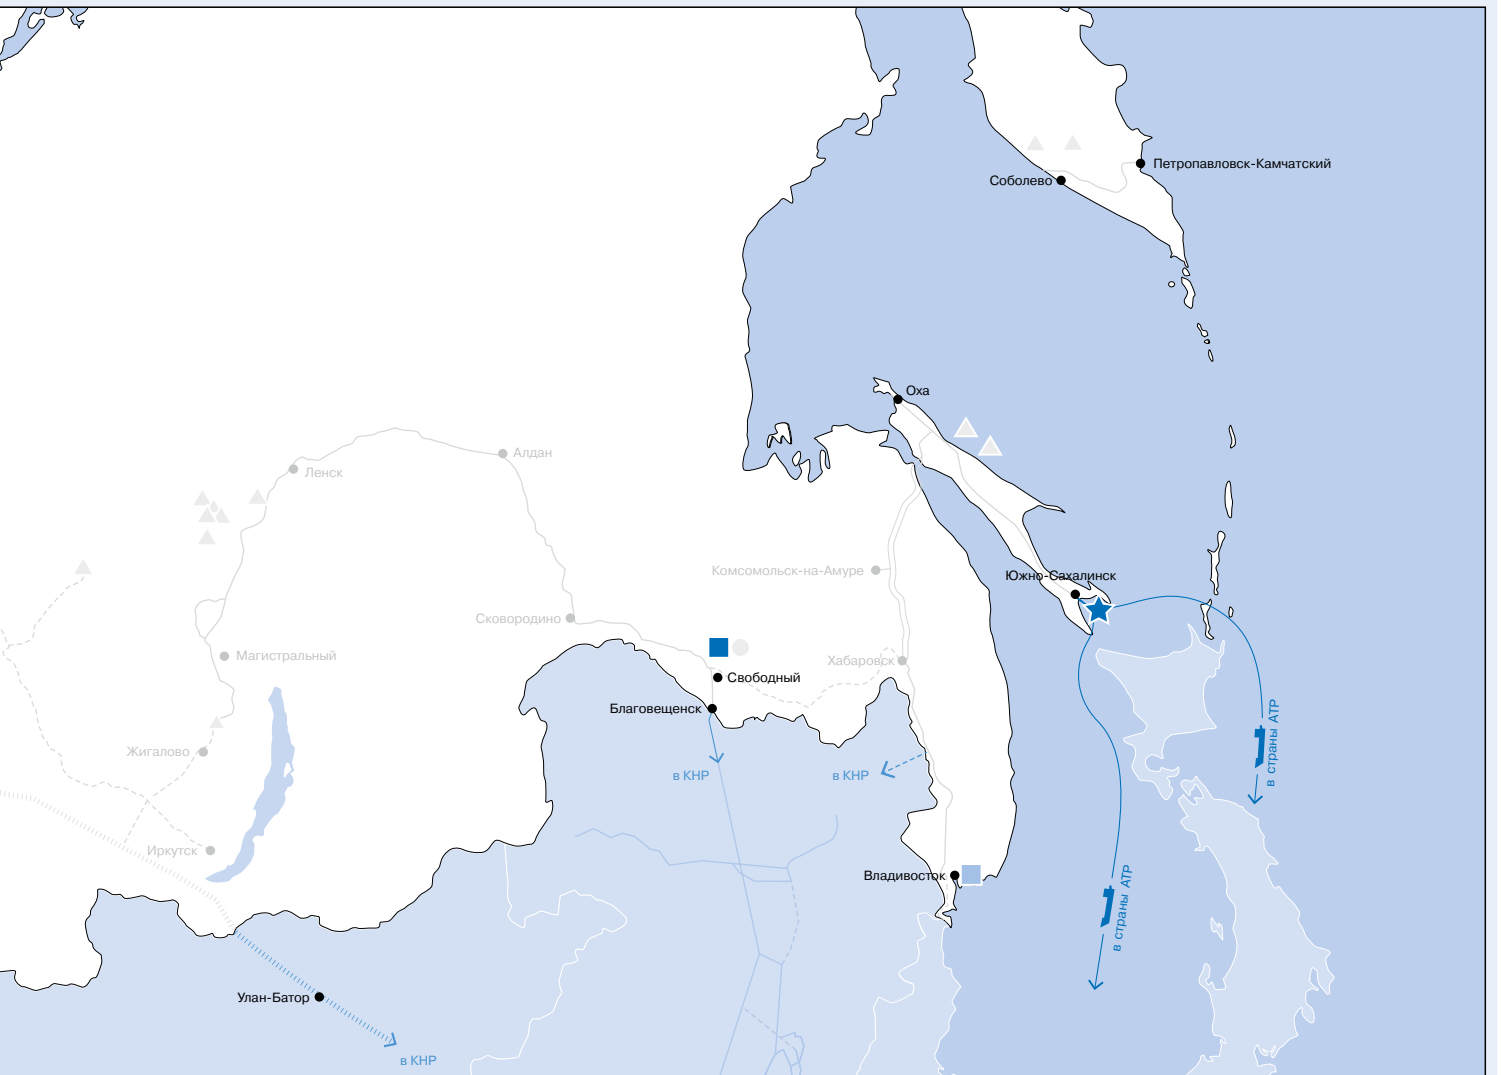 Петропавловск-Камчатский
Соболево
Оха
Алдан
Ленск
Комсомольск-на-Амуре
Южно-Сахалинск
Сковородино
Магистральный
Хабаровск
Свободный
Благовещенск
Жигалово
в КНР
в КНР
в страны АТР
Иркутск
Владивосток
в страны АТР
Улан-Батор
в КНР